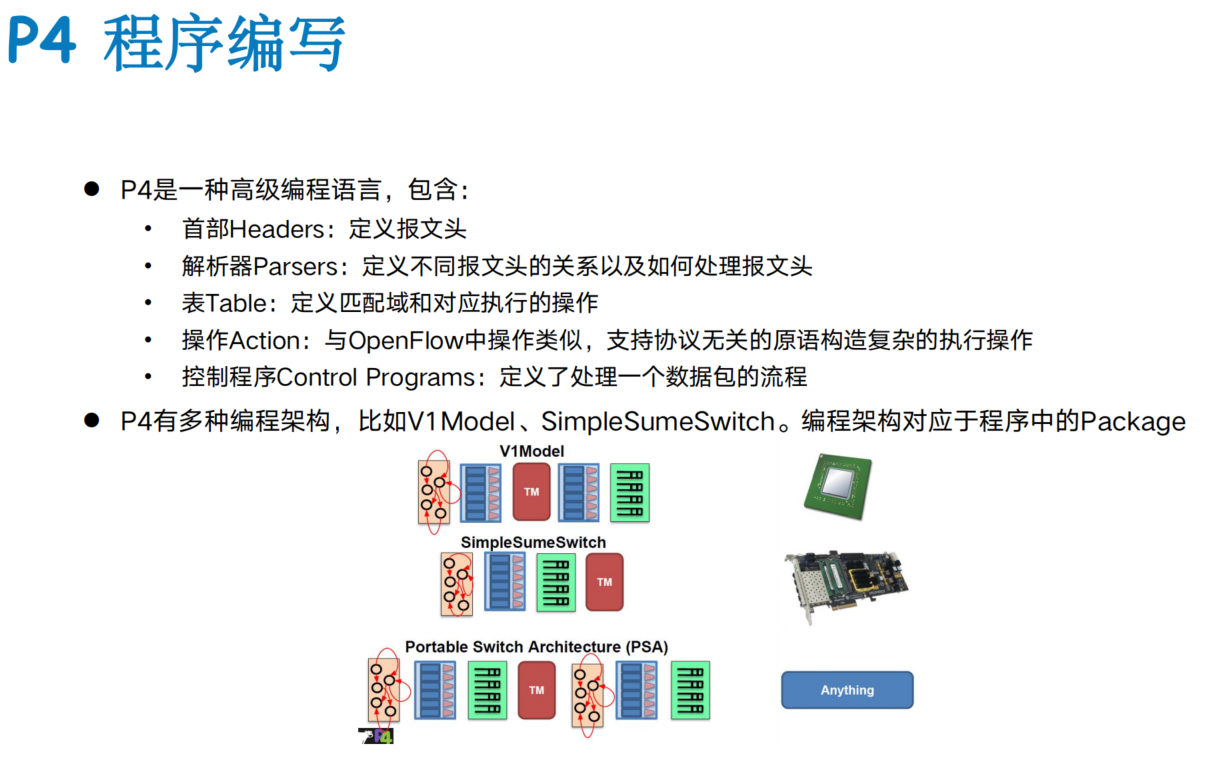 P4 程序编写
P4是一种高级编程语言，包含：
首部Headers：定义报文头
解析器Parsers：定义不同报文头的关系以及如何处理报文头
表Table：定义匹配域和对应执行的操作
操作Action：与OpenFlow中操作类似，支持协议无关的原语构造复杂的执行操作
控制程序Control Programs：定义了处理一个数据包的流程
P4有多种编程架构，比如V1Model、SimpleSumeSwitch。编程架构对应于程序中的Package
V1Model
TM
SimpleSumeSwitch
TM
Portable Switch Architecture (PSA)
TM
Anything
P4